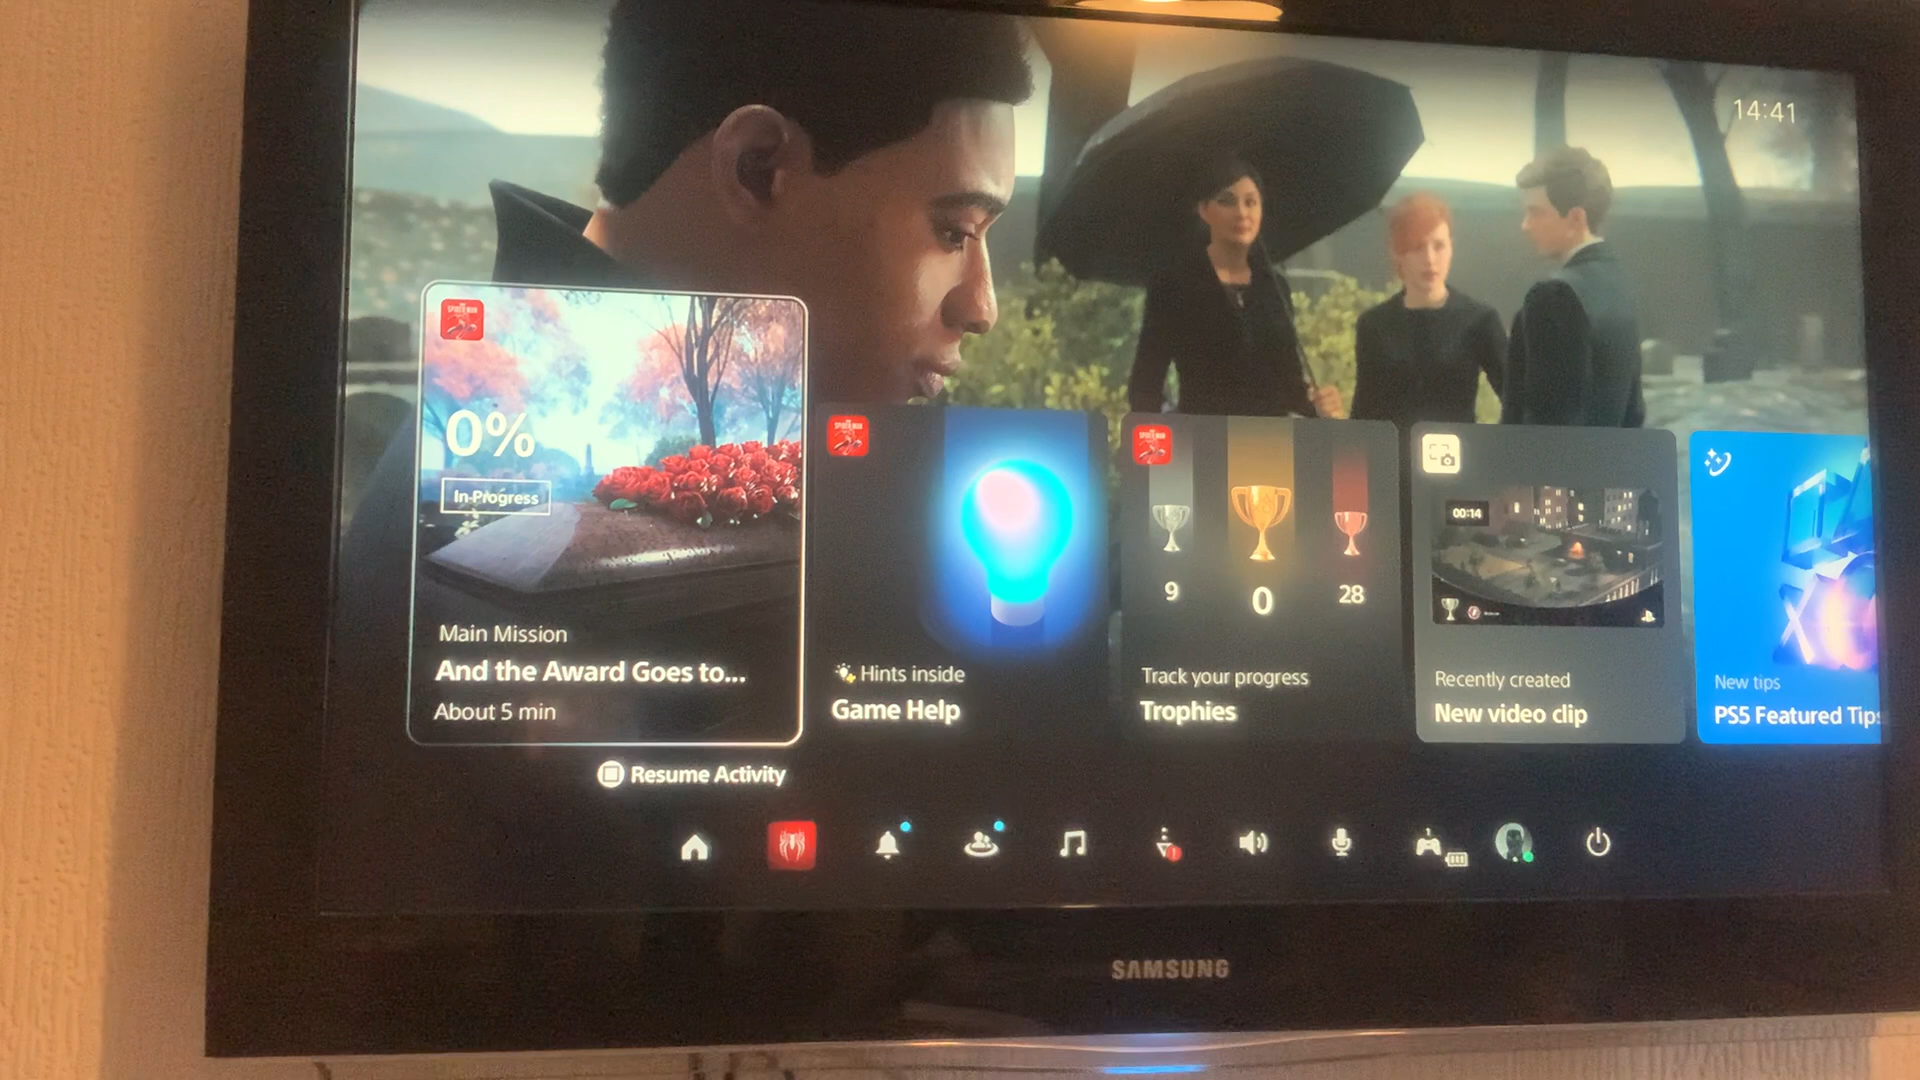 14:41
0%
In-Progress
Main Mission
And the Award Goes to...
About 5 min
Resume Activity
Hints inside
Game Help
9
0
28
Track your progress
Trophies
00:14
Recently created
New video clip
New tips
PS5 Featured Tips
SAMSUNG